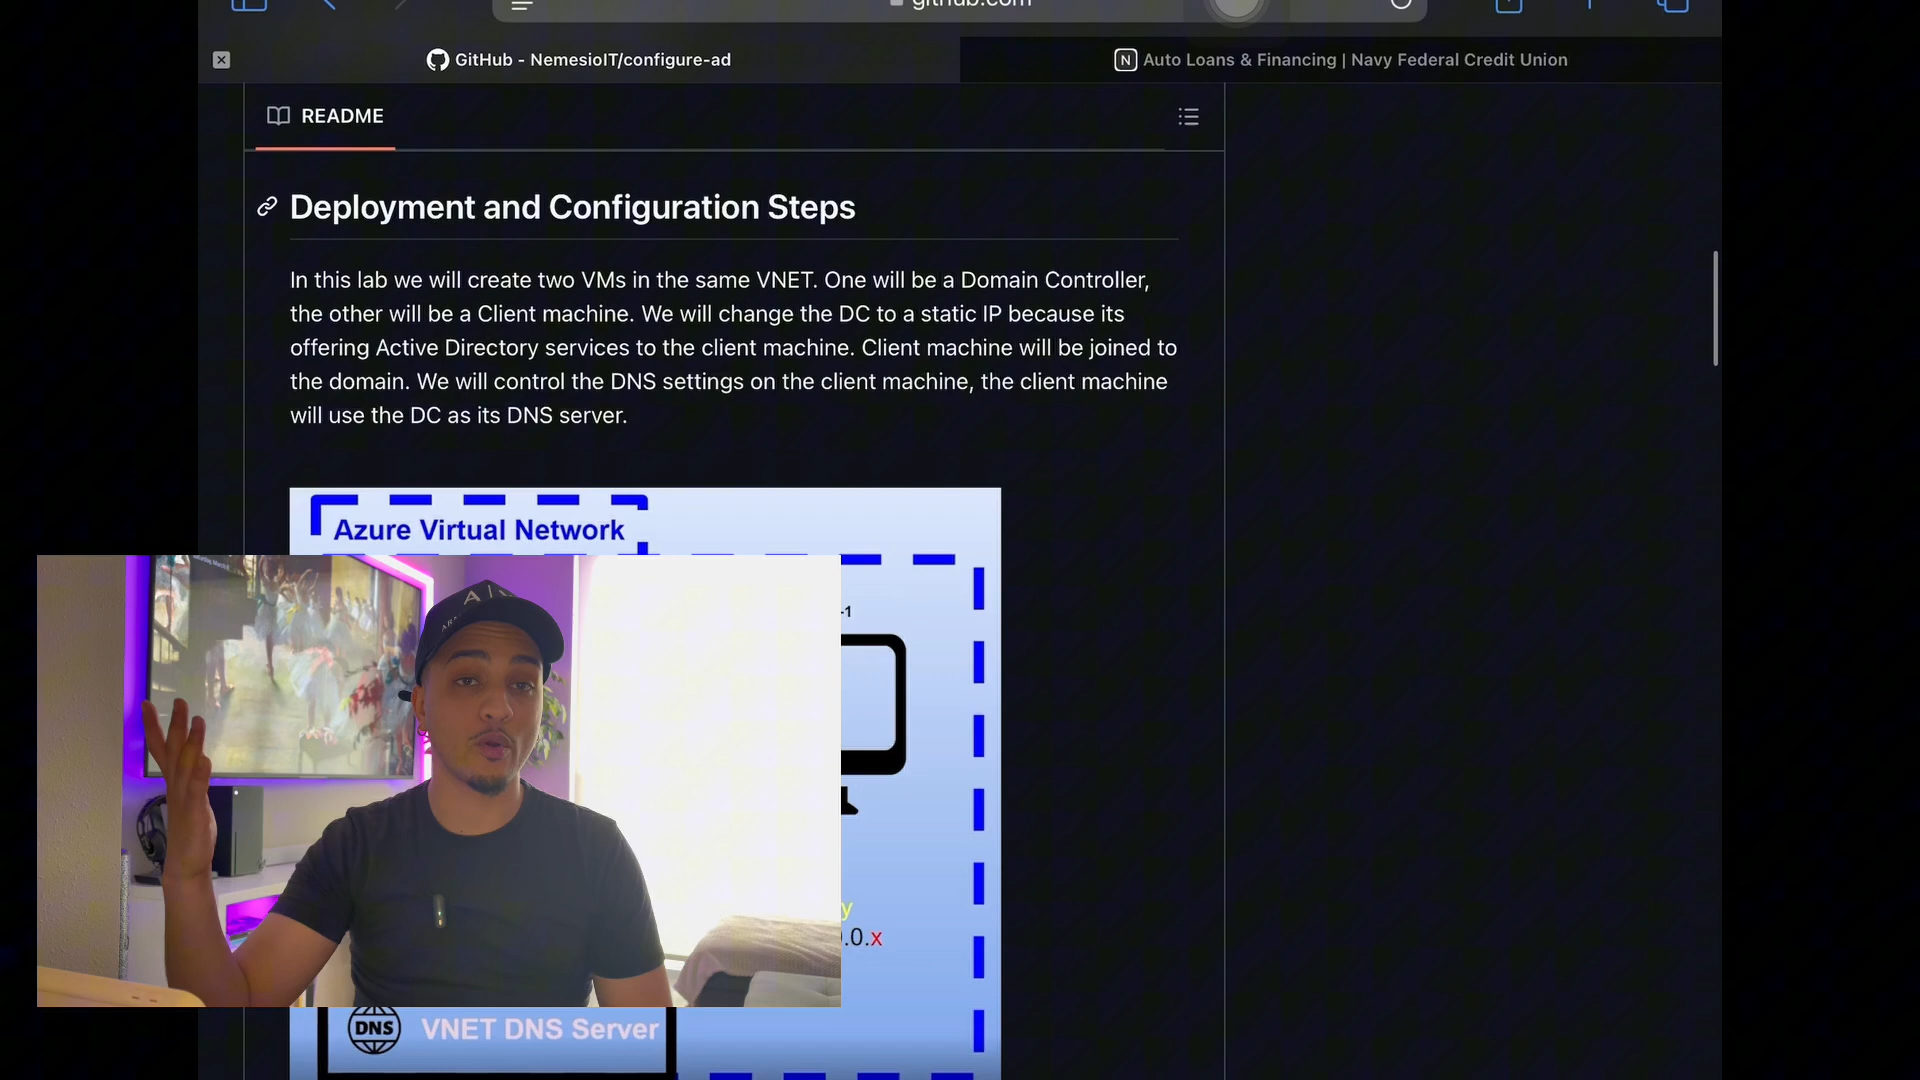 github.com
GitHub - NemesioIT/configure-ad
N Auto Loans & Financing | Navy Federal Credit Union
README
Deployment and Configuration Steps
In this lab we will create two VMs in the same VNET. One will be a Domain Controller,
the other will be a Client machine. We will change the DC to a static IP because its
offering Active Directory services to the client machine. Client machine will be joined to
the domain. We will control the DNS settings on the client machine, the client machine
will use the DC as its DNS server.
Azure Virtual Network
-1
y
.0.x
DNS VNET DNS Server